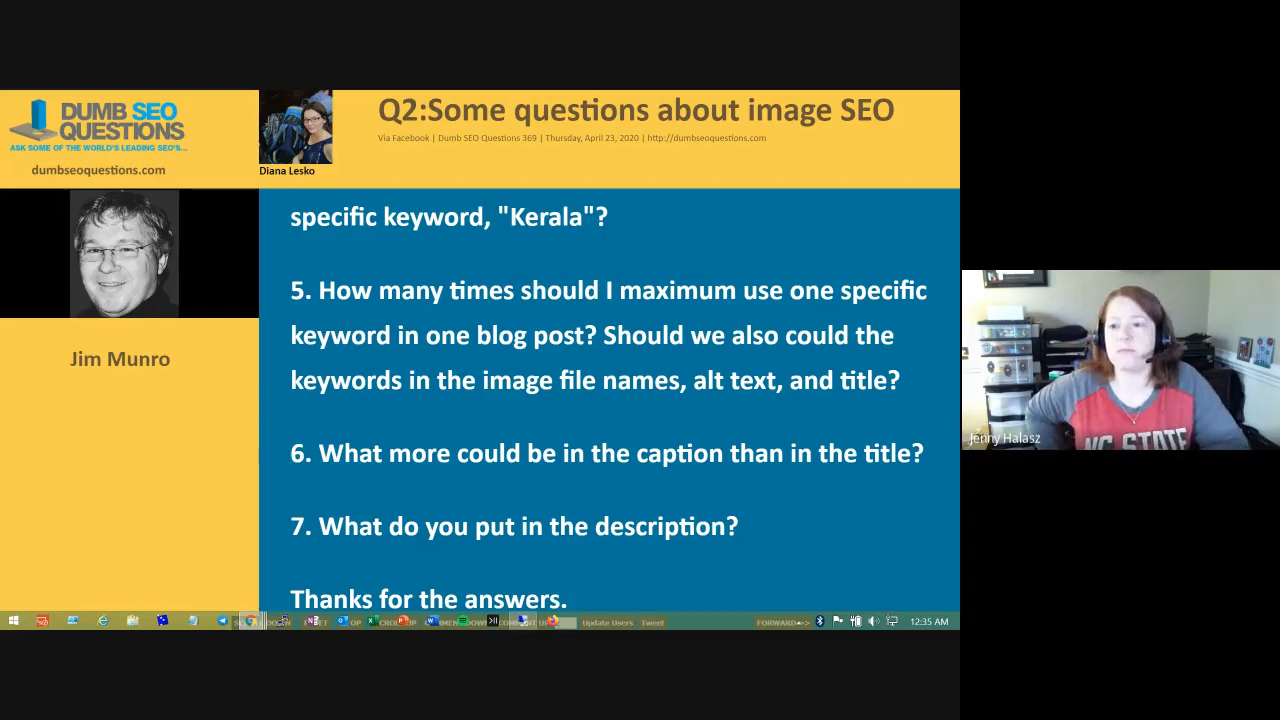 DUMB SEO
QUESTIONS
ASK SOME OF THE WORLD'S LEADING SEO'S...
dumbseoquestions.com
Diana Lesko
Q2:Some questions about image SEO
Via Facebook | Dumb SEO Questions 369 | Thursday, April 23, 2020 | http://dumbseoquestions.com
Jim Munro
specific keyword, "Kerala"?
5. How many times should I maximum use one specific
keyword in one blog post? Should we also could the
keywords in the image file names, alt text, and title?
6. What more could be in the caption than in the title?
7. What do you put in the description?
Thanks for the answers.
Jenny Halasz
NC STATE
Update Users Tweet
FORWARD
12:35 AM